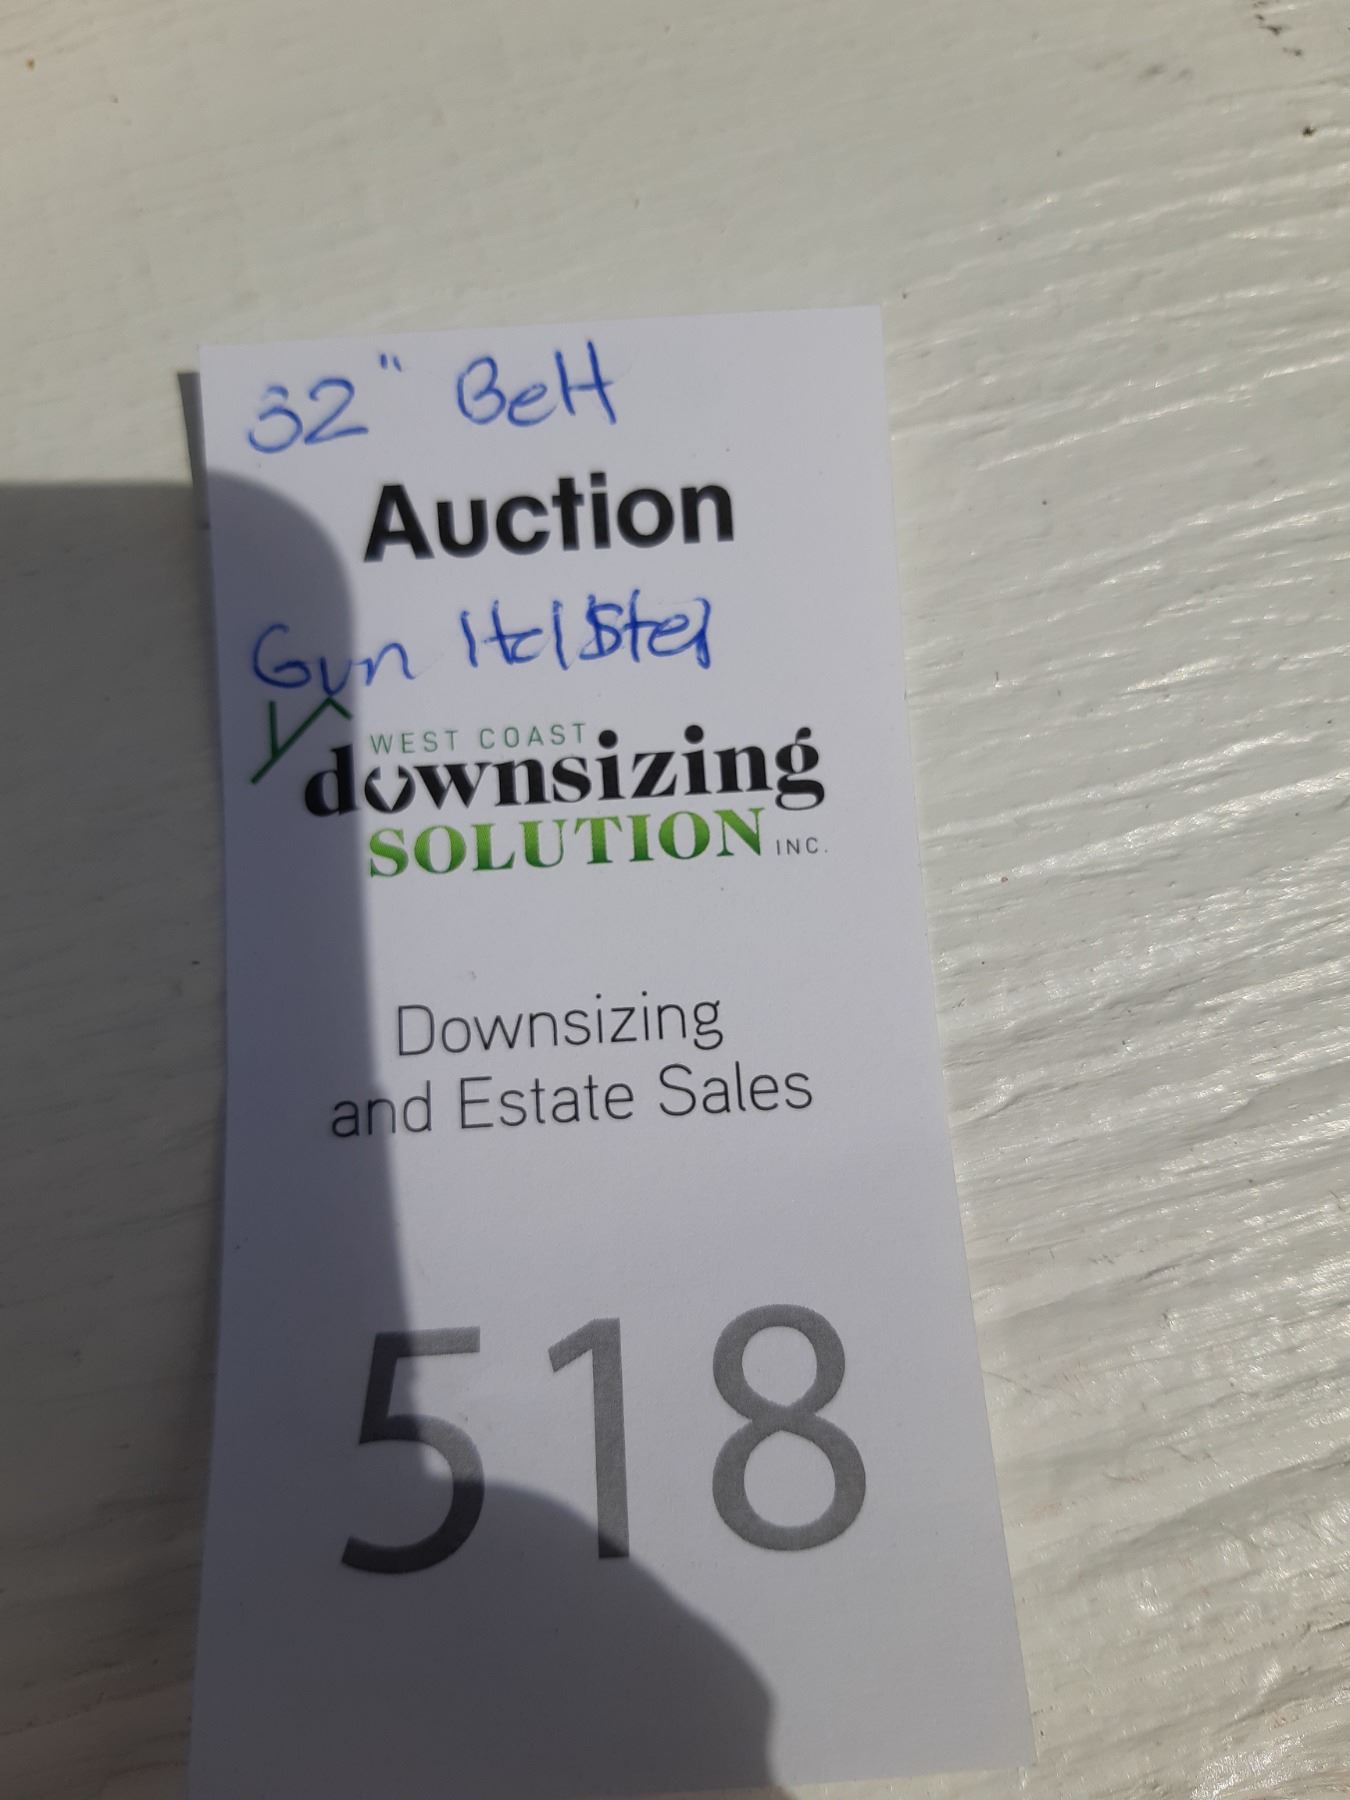 32" Belt
Auction
Gun Holster
WEST COAST
downsizing
SOLUTION INC.
Downsizing
and Estate Sales
518